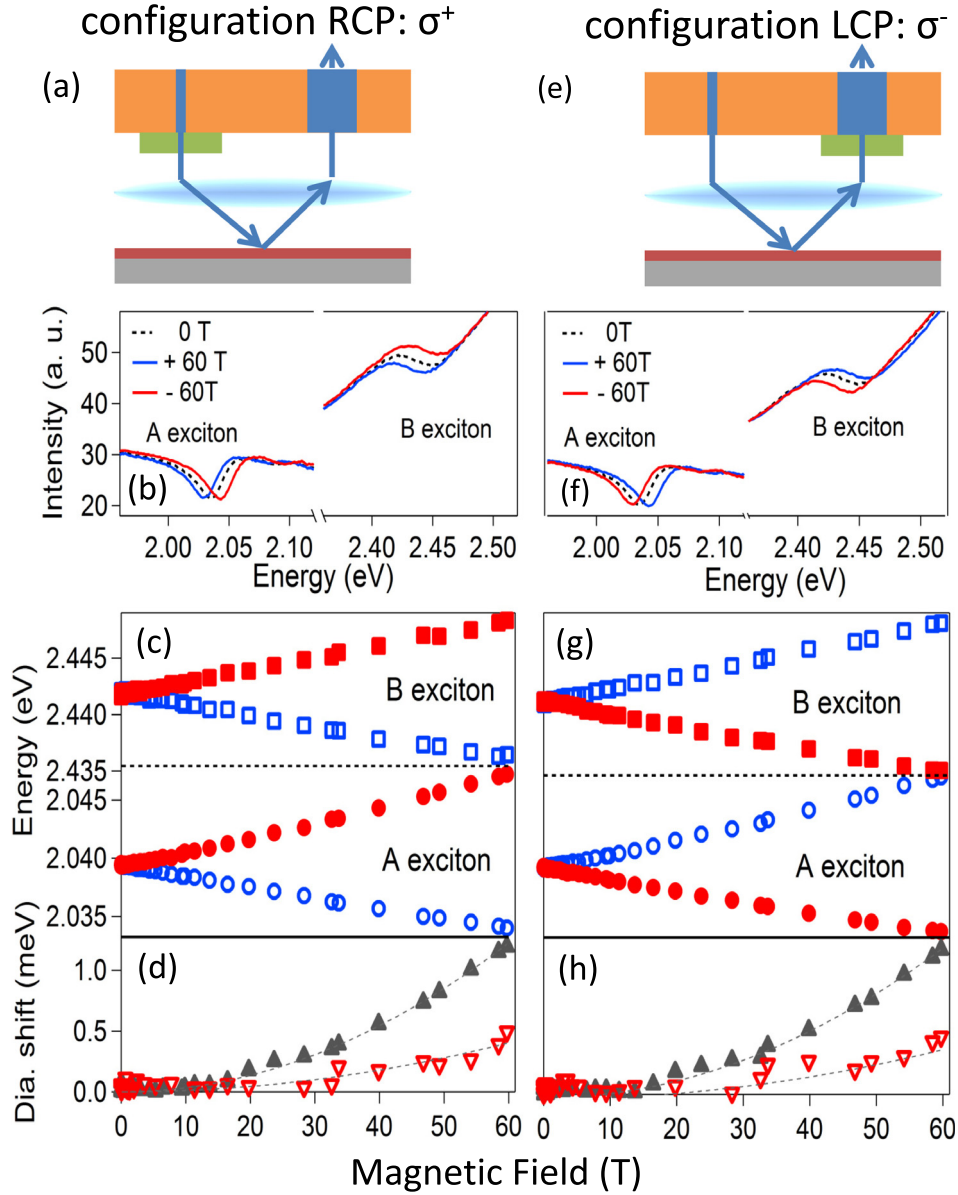 configuration RCP: σ⁺
configuration LCP: σ⁻
(a)
(e)
Intensity (a. u.)
50
40
30
20
0 T
+ 60 T
- 60T
A exciton
B exciton
(b)
2.00 2.05 2.10 2.40 2.45 2.50
Energy (eV)
0T
+ 60T
- 60T
A exciton
B exciton
(f)
2.00 2.05 2.10 2.40 2.45 2.50
Energy (eV)
Energy (eV)
2.445
2.440
2.435
2.045
2.040
2.035
(c)
B exciton
A exciton
(g)
B exciton
A exciton
Dia. shift (meV)
1.0
0.5
0.0
(d)
(h)
0 10 20 30 40 50 60
0 10 20 30 40 50 60
Magnetic Field (T)